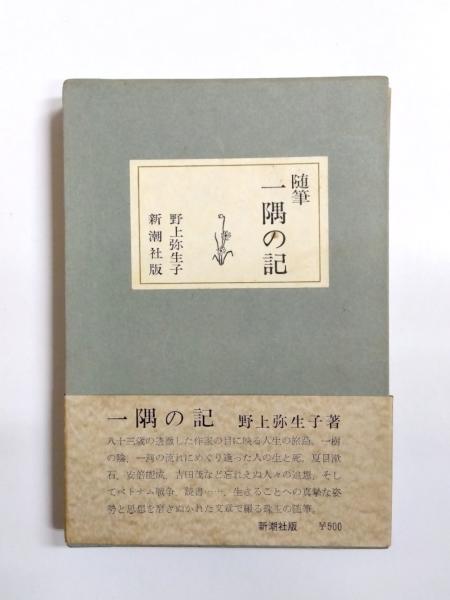 随筆
一隅の記
野上弥生子
新潮社版
一隅の記　野上弥生子著
八十三歳の透徹した作家の目に映る人生の旅路。一樹
の陰、一河の流れにめぐり逢った人の生と死。夏目漱
石、安倍能成、吉田茂など忘れえぬ人々の追想、そし
てベトナム戦争、読書……。生きることへの真摯な姿
勢と思想を磨きぬかれた文章で綴る珠玉の随筆。
新潮社版　￥500